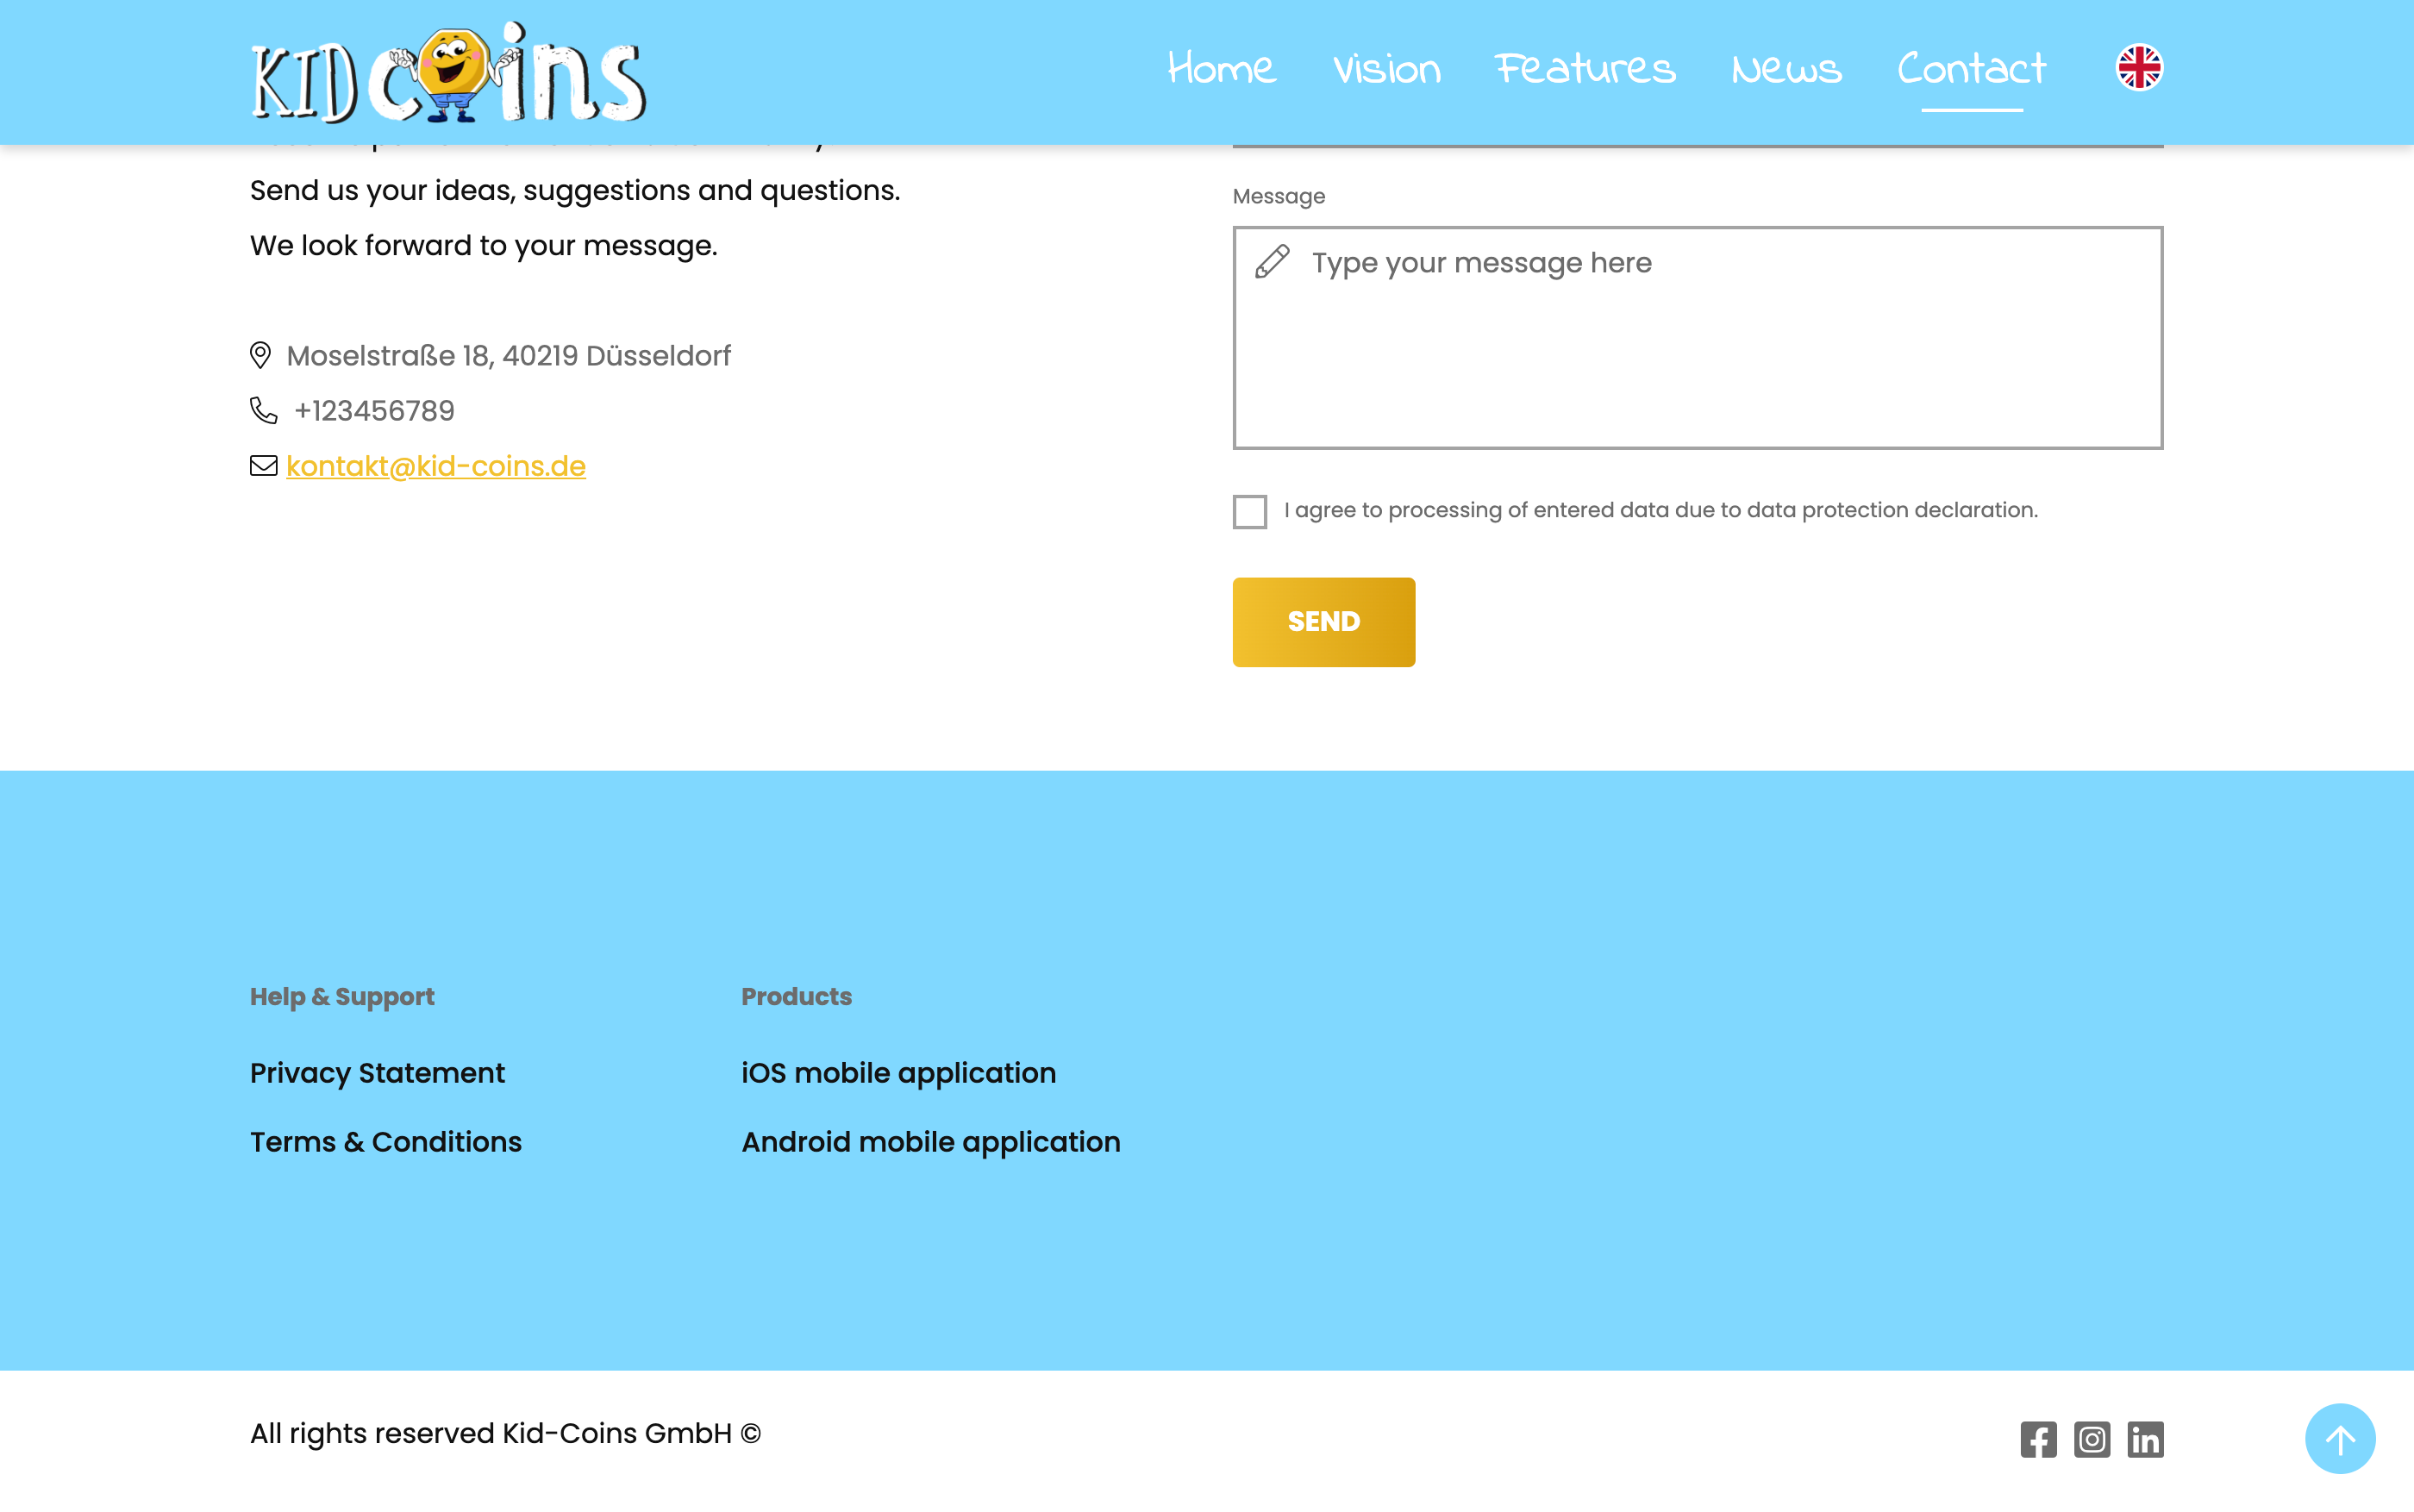 KID coins
Home Vision Features News Contact
Send us your ideas, suggestions and questions.
We look forward to your message.
Moselstraße 18, 40219 Düsseldorf
+123456789
kontakt@kid-coins.de
Message
Type your message here
I agree to processing of entered data due to data protection declaration.
SEND
Help & Support
Privacy Statement
Terms & Conditions
Products
iOS mobile application
Android mobile application
All rights reserved Kid-Coins GmbH ©